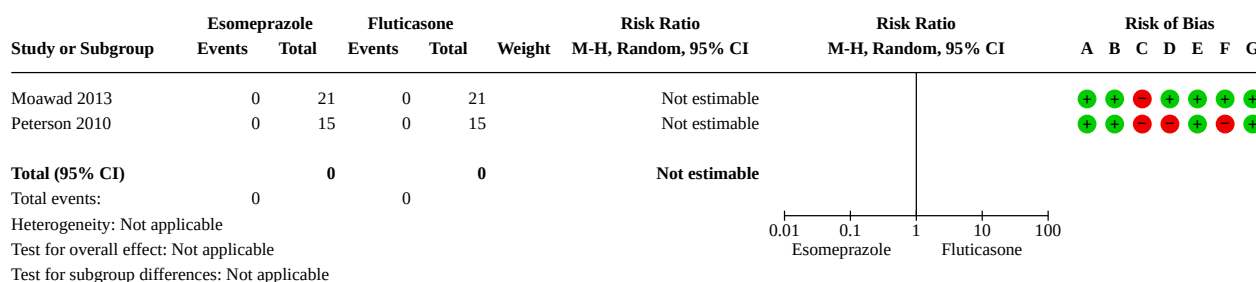 Esomeprazole Fluticasone Risk Ratio Risk Ratio Risk of Bias
Study or Subgroup Events Total Events Total Weight M-H, Random, 95% CI M-H, Random, 95% CI A B C D E F G
Moawad 2013 0 21 0 21 Not estimable + + − + + + +
Peterson 2010 0 15 0 15 Not estimable + + − − + − +
Total (95% CI) 0 0 Not estimable
Total events: 0 0
Heterogeneity: Not applicable
0.01 0.1 1 10 100
Test for overall effect: Not applicable Esomeprazole Fluticasone
Test for subgroup differences: Not applicable